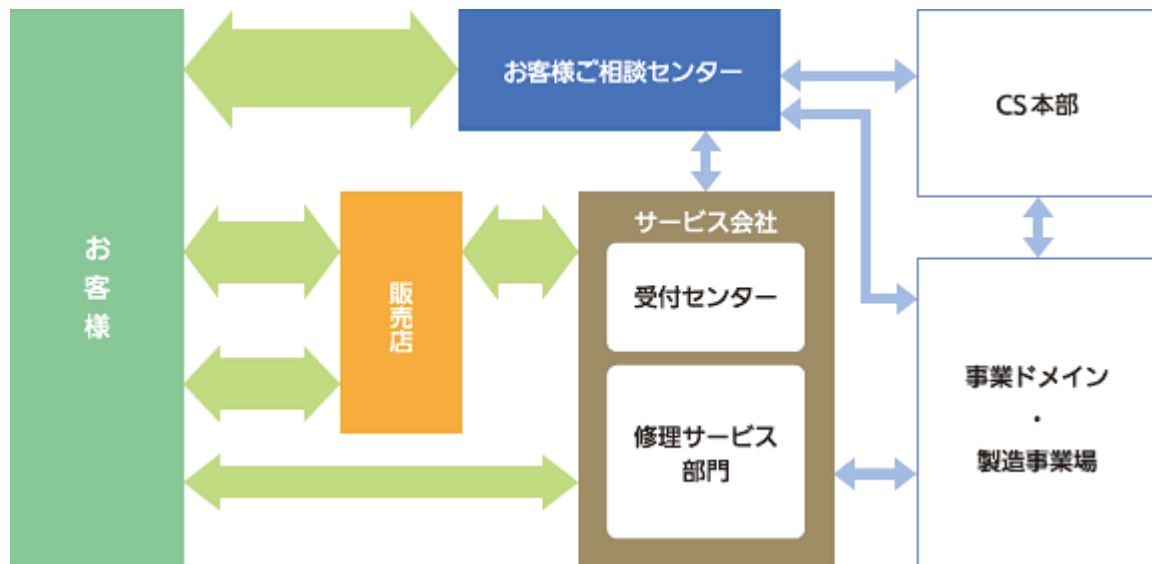 お客様
お客様ご相談センター
CS本部
販売店
サービス会社
受付センター
修理サービス
部門
事業ドメイン
・
製造事業場